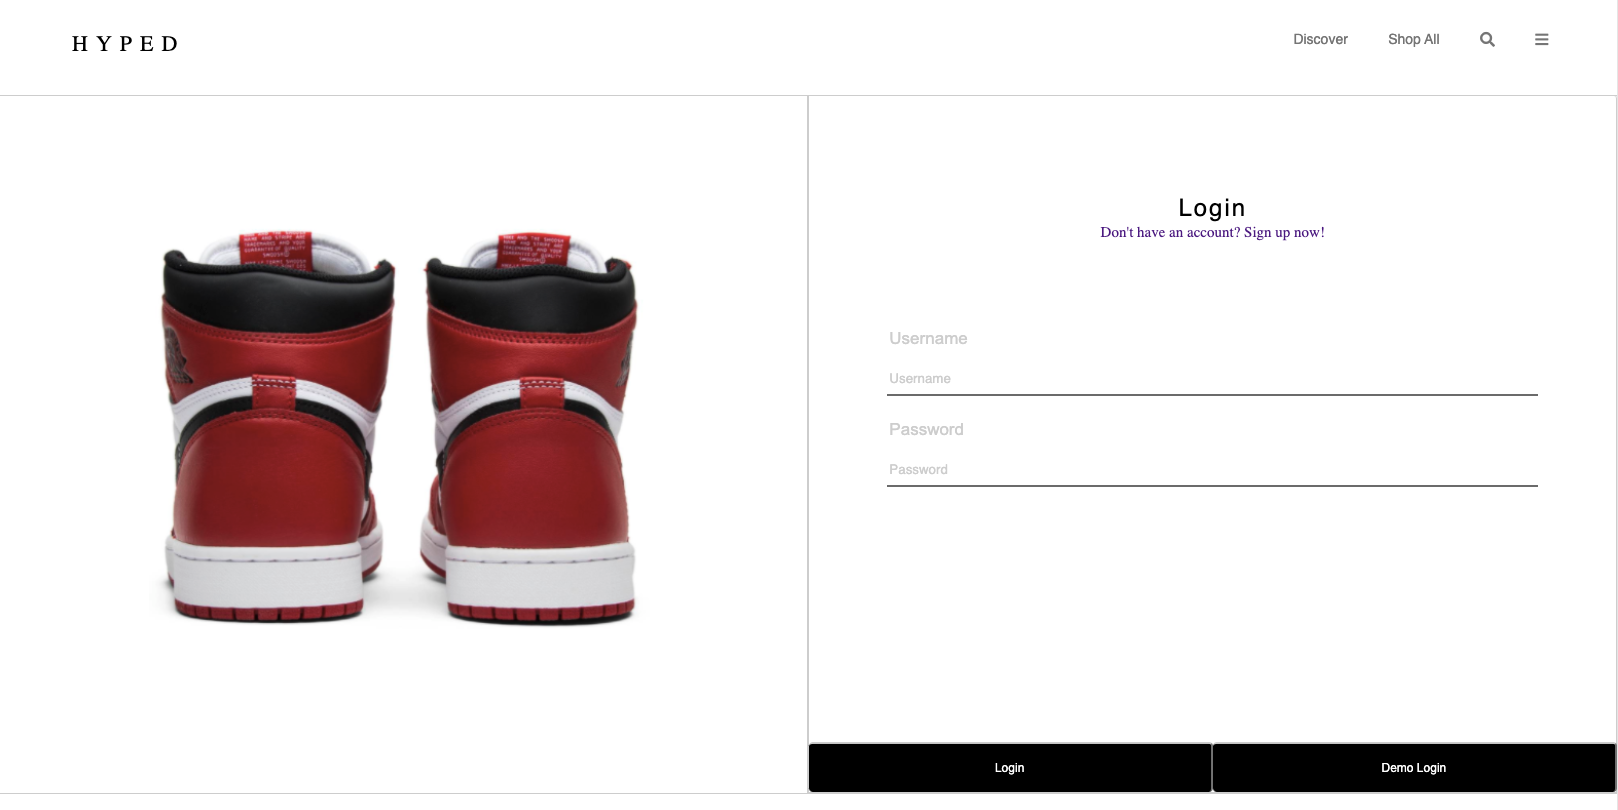 HYPED
Discover
Shop All
Login
Don't have an account? Sign up now!
Username
Username
Password
Password
Login
Demo Login